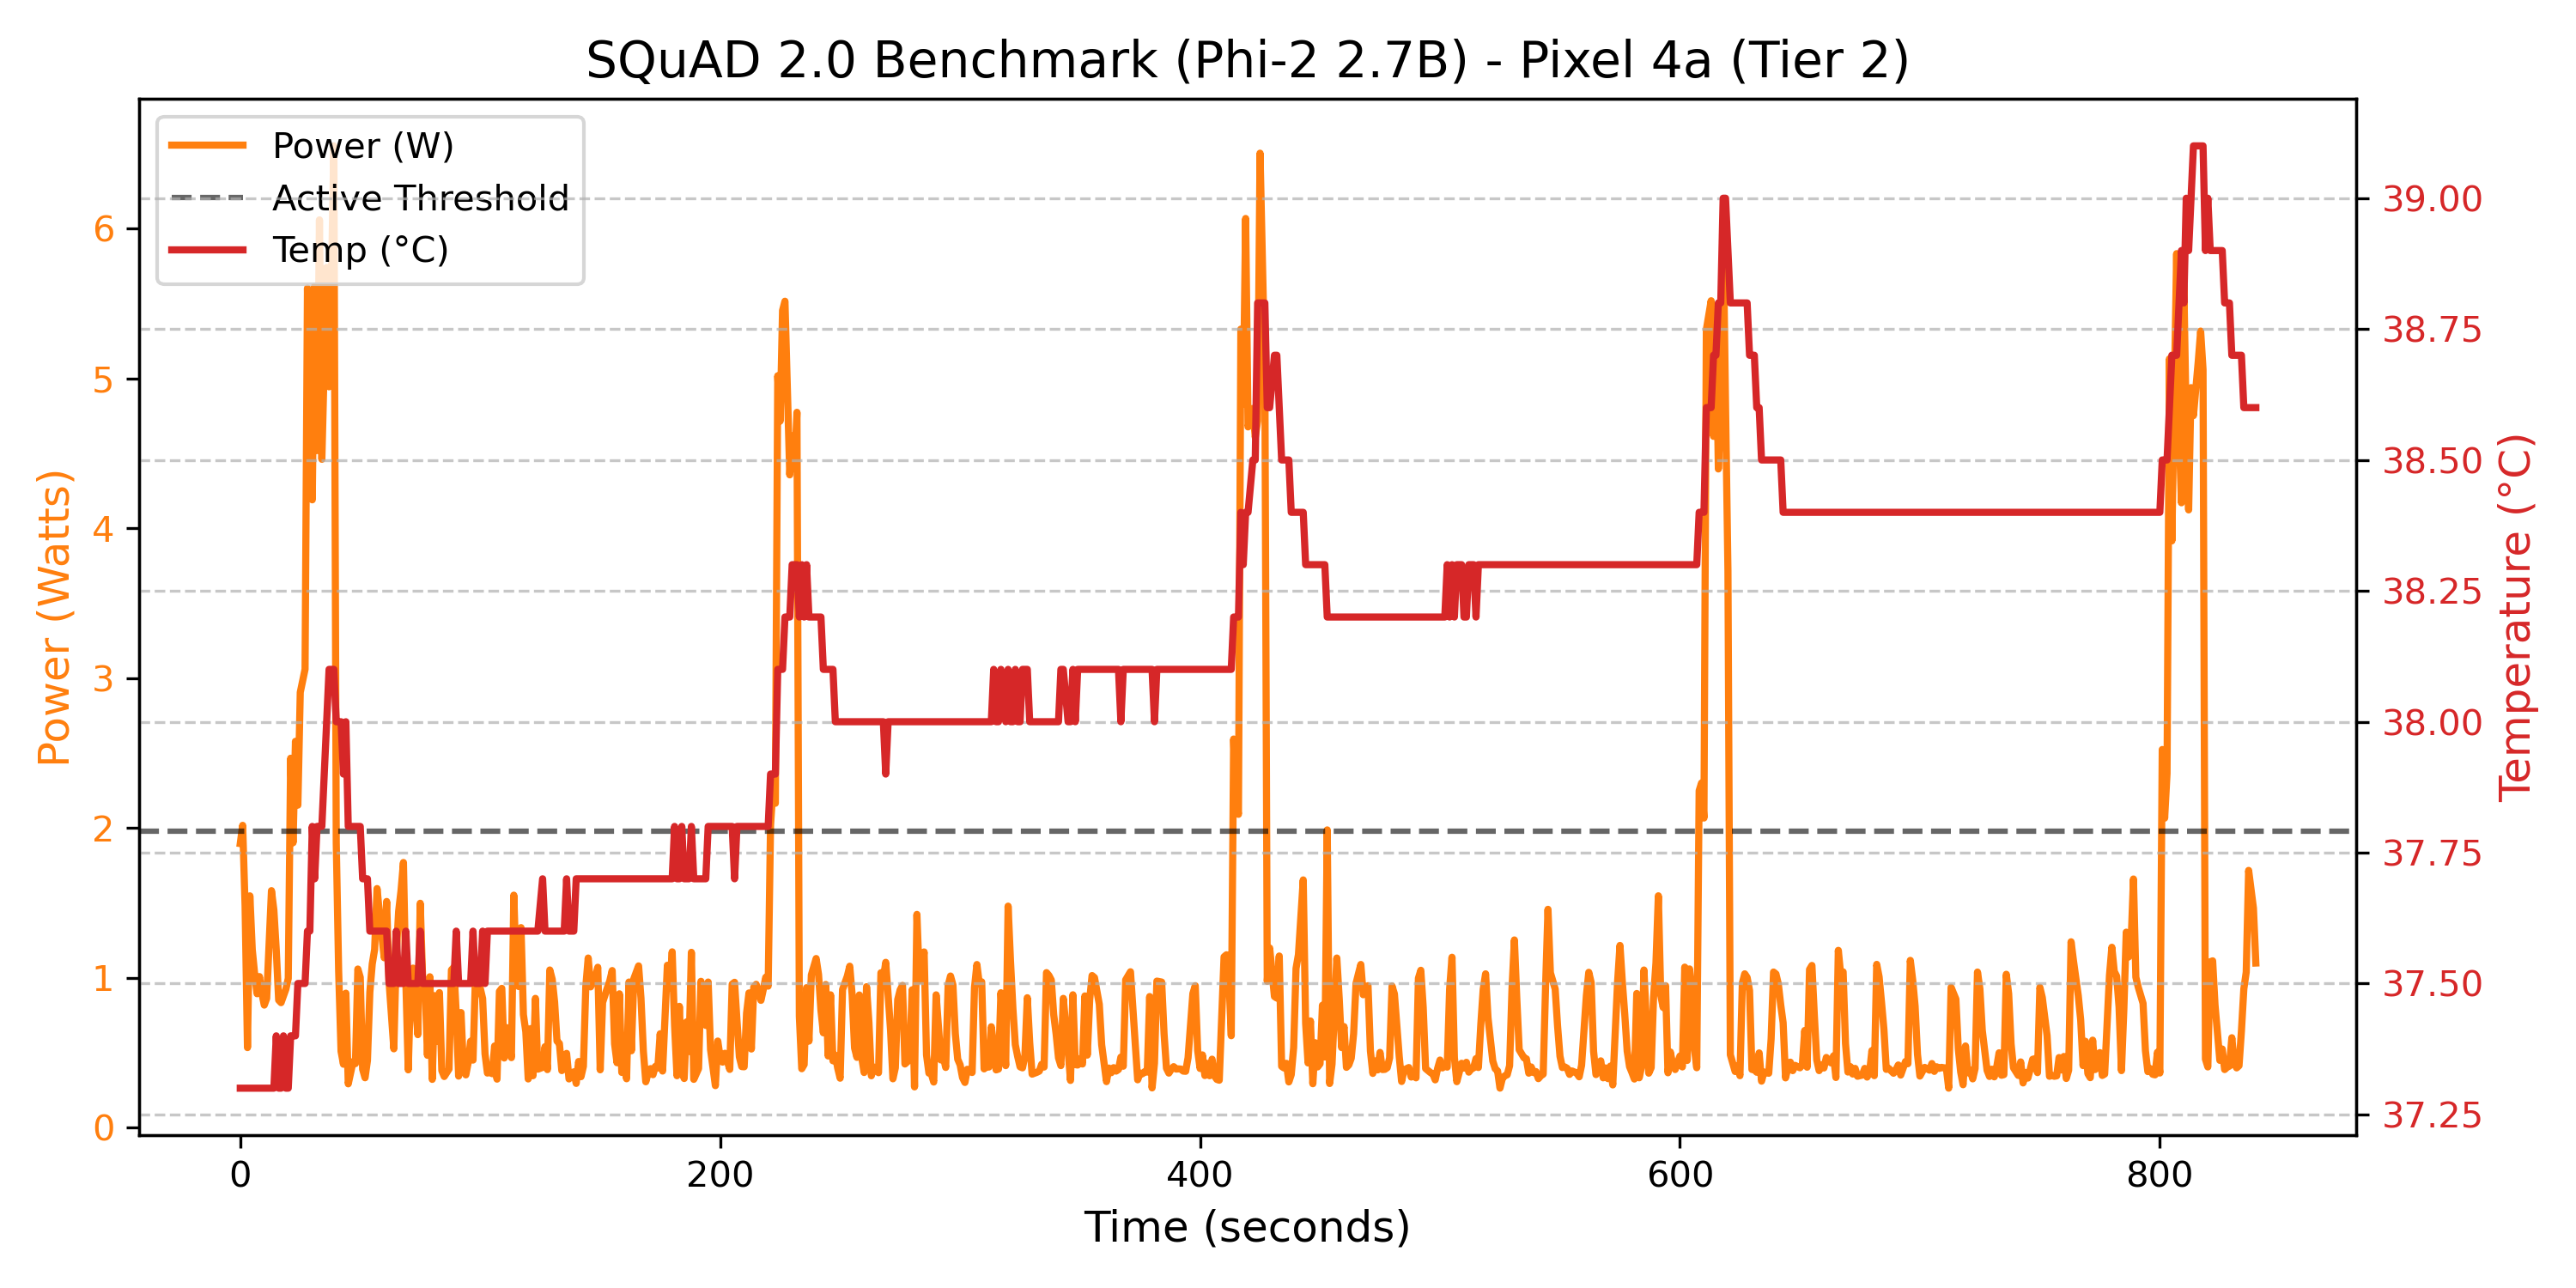 SQuAD 2.0 Benchmark (Phi-2 2.7B) - Pixel 4a (Tier 2)
Power (W)
Active Threshold
Temp (°C)
Power (Watts)
6
5
4
3
2
1
0
39.00
38.75
38.50
38.25
38.00
37.75
37.50
37.25
Temperature (°C)
0 200 400 600 800
Time (seconds)